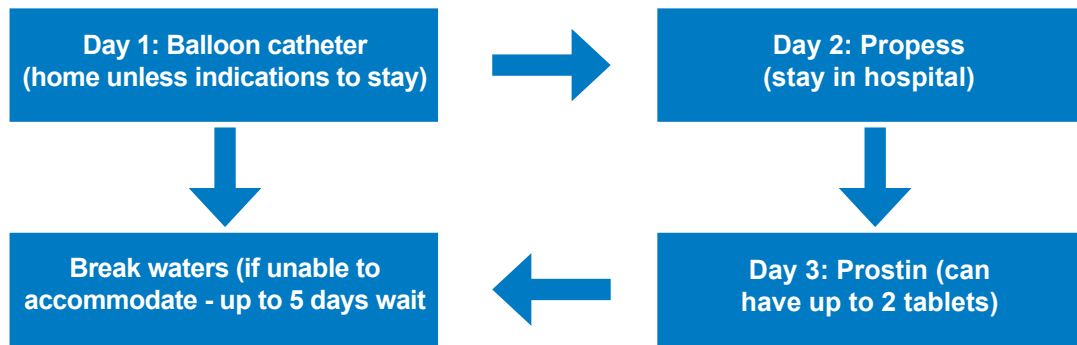 Day 1: Balloon catheter
(home unless indications to stay)
Day 2: Propess
(stay in hospital)
Break waters (if unable to
accommodate - up to 5 days wait
Day 3: Prostin (can
have up to 2 tablets)